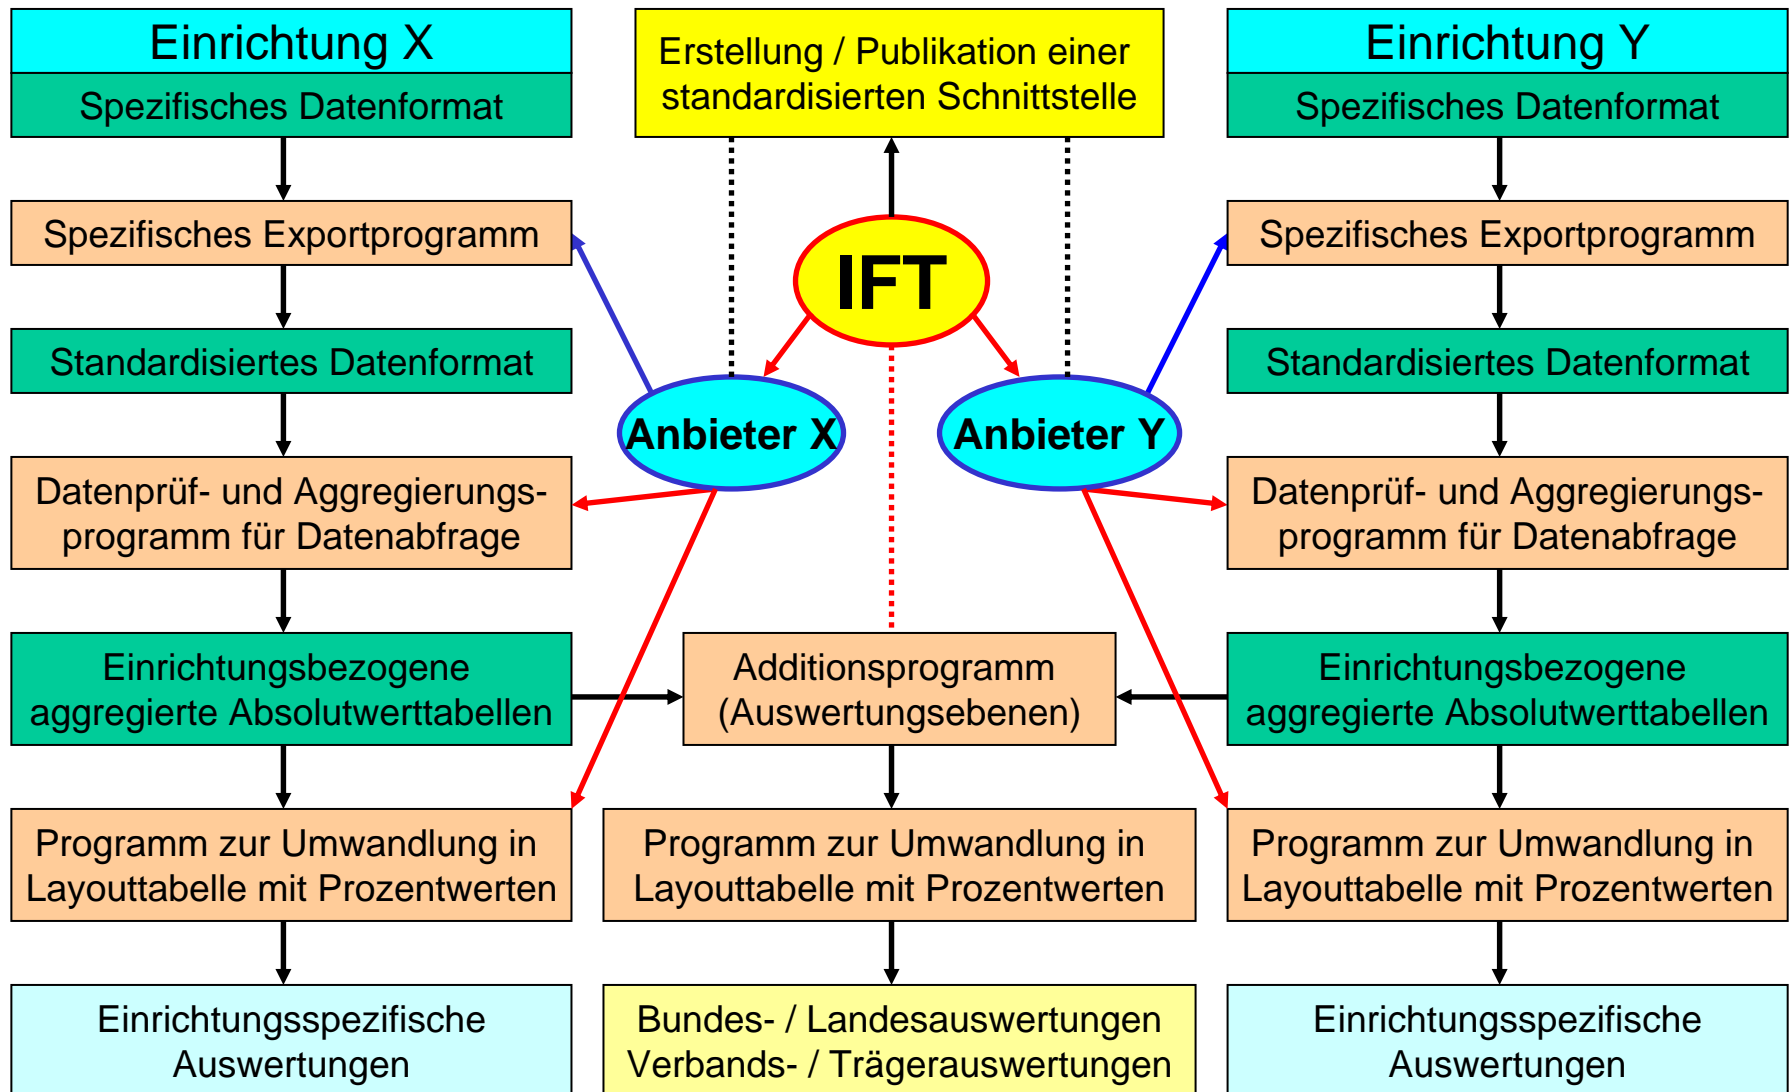 Einrichtung X
Spezifisches Datenformat
Spezifisches Exportprogramm
Standardisiertes Datenformat
Datenprüf- und Aggregierungs-
programm für Datenabfrage
Einrichtungsbezogene
aggregierte Absolutwerttabellen
Programm zur Umwandlung in
Layouttabelle mit Prozentwerten
Einrichtungsspezifische
Auswertungen
Erstellung / Publikation einer
standardisierten Schnittstelle
IFT
Anbieter X
Anbieter Y
Additionsprogramm
(Auswertungsebenen)
Programm zur Umwandlung in
Layouttabelle mit Prozentwerten
Bundes- / Landesauswertungen
Verbands- / Trägerauswertungen
Einrichtung Y
Spezifisches Datenformat
Spezifisches Exportprogramm
Standardisiertes Datenformat
Datenprüf- und Aggregierungs-
programm für Datenabfrage
Einrichtungsbezogene
aggregierte Absolutwerttabellen
Programm zur Umwandlung in
Layouttabelle mit Prozentwerten
Einrichtungsspezifische
Auswertungen